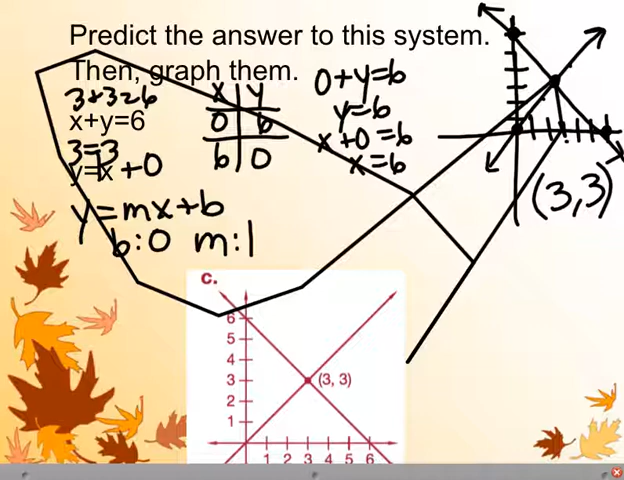 Predict the answer to this system.
Then, graph them.
3+3=6
x+y=6
3=3
y=x+0
y=mx+b
b:0 m:1
x y
0 6
6 0
0+y=6
y=6
x+0=6
x=6
(3,3)
c.
6
5
4
3
2
1
(3, 3)
1 2 3 4 5 6